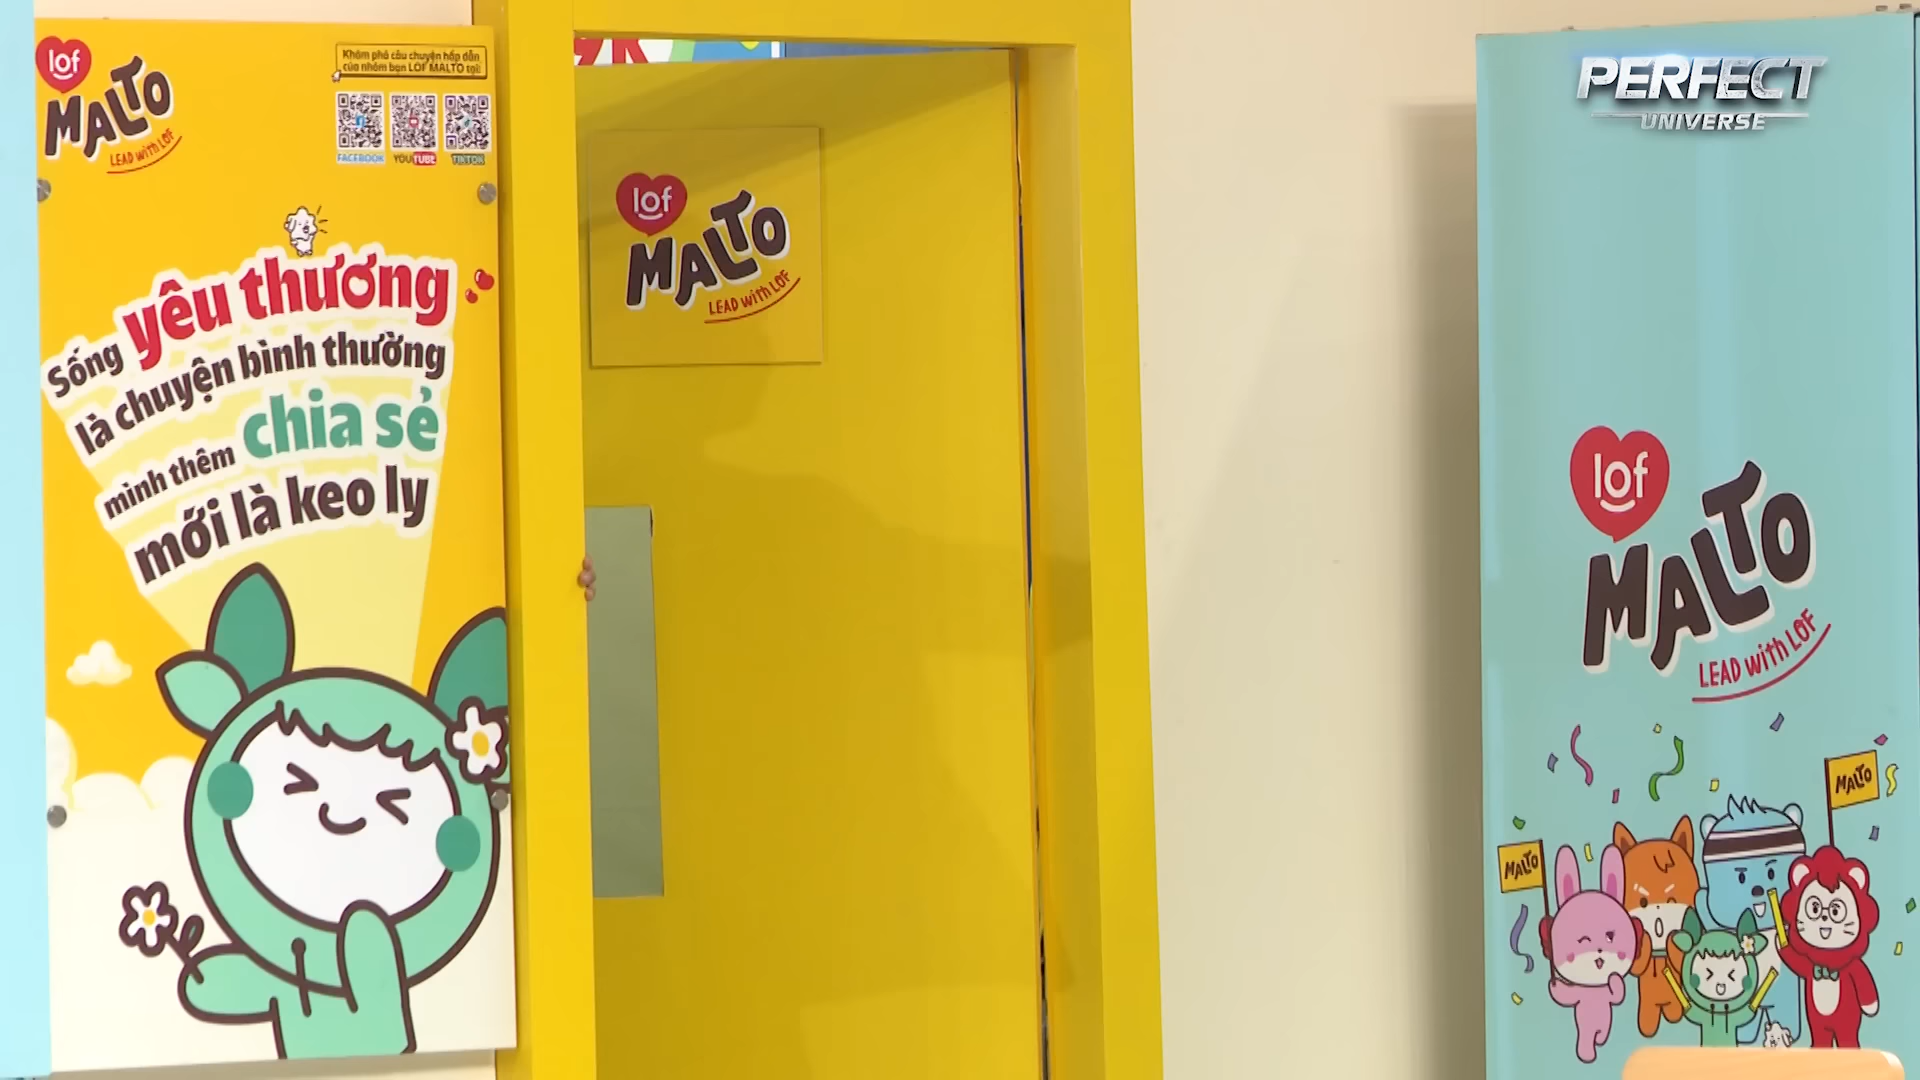 lof
MALTO
LEAD with LOF
Khám phá câu chuyện hấp dẫn
của nhóm bạn LOF MALTO tại:
FACEBOOK
YOUTUBE
TIKTOK
Sống yêu thương
là chuyện bình thường
mình thêm chia sẻ
mới là keo ly
lof
MALTO
LEAD with LOF
PERFECT
UNIVERSE
lof
MALTO
LEAD with LOF
MALTO
MALTO